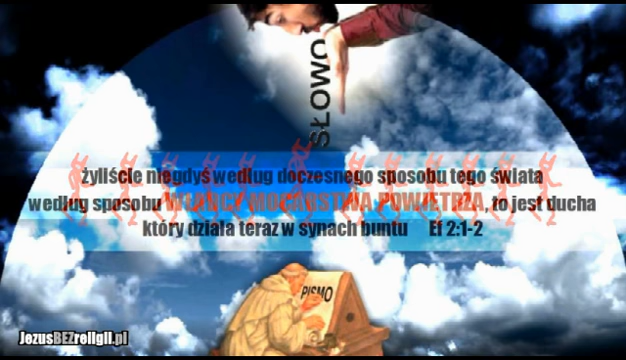 SŁOWO
żyliście niegdyś według doczesnego sposobu tego świata
według sposobu WŁADCY MOCARSTWA POWIETRZA, to jest ducha
który działa teraz w synach buntu Ef 2:1-2
PISMO
JezusBEZreligii.pl